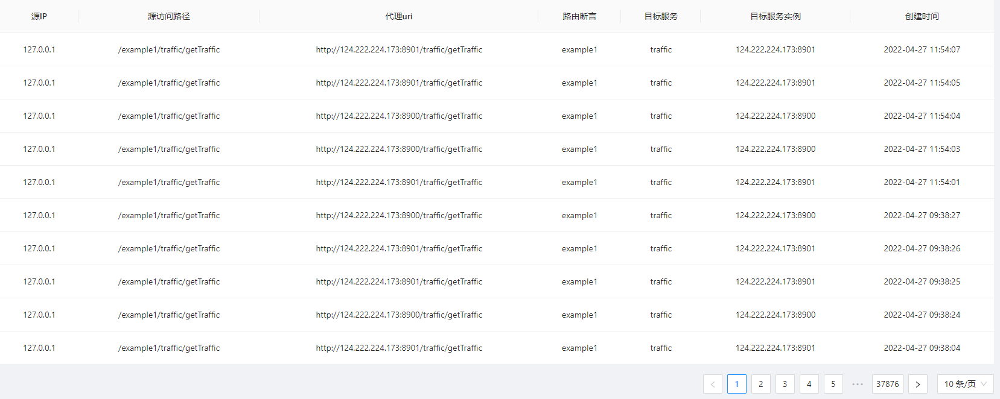 源IP 源访问路径 代理uri 路由断言 目标服务 目标服务实例 创建时间
127.0.0.1 /example1/traffic/getTraffic http://124.222.224.173:8901/traffic/getTraffic example1 traffic 124.222.224.173:8901 2022-04-27 11:54:07
127.0.0.1 /example1/traffic/getTraffic http://124.222.224.173:8901/traffic/getTraffic example1 traffic 124.222.224.173:8901 2022-04-27 11:54:05
127.0.0.1 /example1/traffic/getTraffic http://124.222.224.173:8900/traffic/getTraffic example1 traffic 124.222.224.173:8900 2022-04-27 11:54:04
127.0.0.1 /example1/traffic/getTraffic http://124.222.224.173:8900/traffic/getTraffic example1 traffic 124.222.224.173:8900 2022-04-27 11:54:03
127.0.0.1 /example1/traffic/getTraffic http://124.222.224.173:8901/traffic/getTraffic example1 traffic 124.222.224.173:8901 2022-04-27 11:54:01
127.0.0.1 /example1/traffic/getTraffic http://124.222.224.173:8900/traffic/getTraffic example1 traffic 124.222.224.173:8900 2022-04-27 09:38:27
127.0.0.1 /example1/traffic/getTraffic http://124.222.224.173:8901/traffic/getTraffic example1 traffic 124.222.224.173:8901 2022-04-27 09:38:26
127.0.0.1 /example1/traffic/getTraffic http://124.222.224.173:8901/traffic/getTraffic example1 traffic 124.222.224.173:8901 2022-04-27 09:38:25
127.0.0.1 /example1/traffic/getTraffic http://124.222.224.173:8900/traffic/getTraffic example1 traffic 124.222.224.173:8900 2022-04-27 09:38:24
127.0.0.1 /example1/traffic/getTraffic http://124.222.224.173:8901/traffic/getTraffic example1 traffic 124.222.224.173:8901 2022-04-27 09:38:04
< 1 2 3 4 5 ••• 37876 > 10 条/页